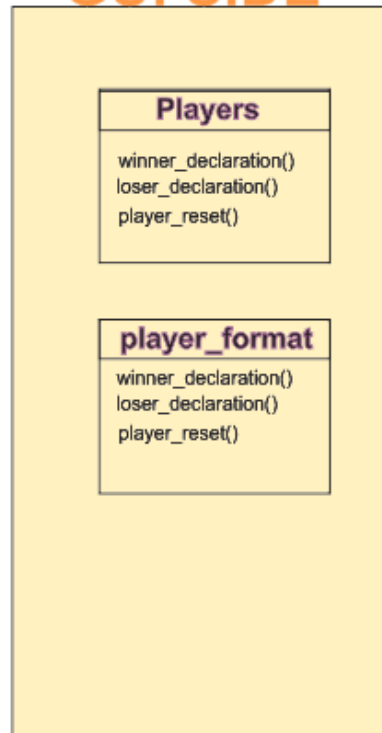 Players
winner_declaration()
loser_declaration()
player_reset()
player_format
winner_declaration()
loser_declaration()
player_reset()